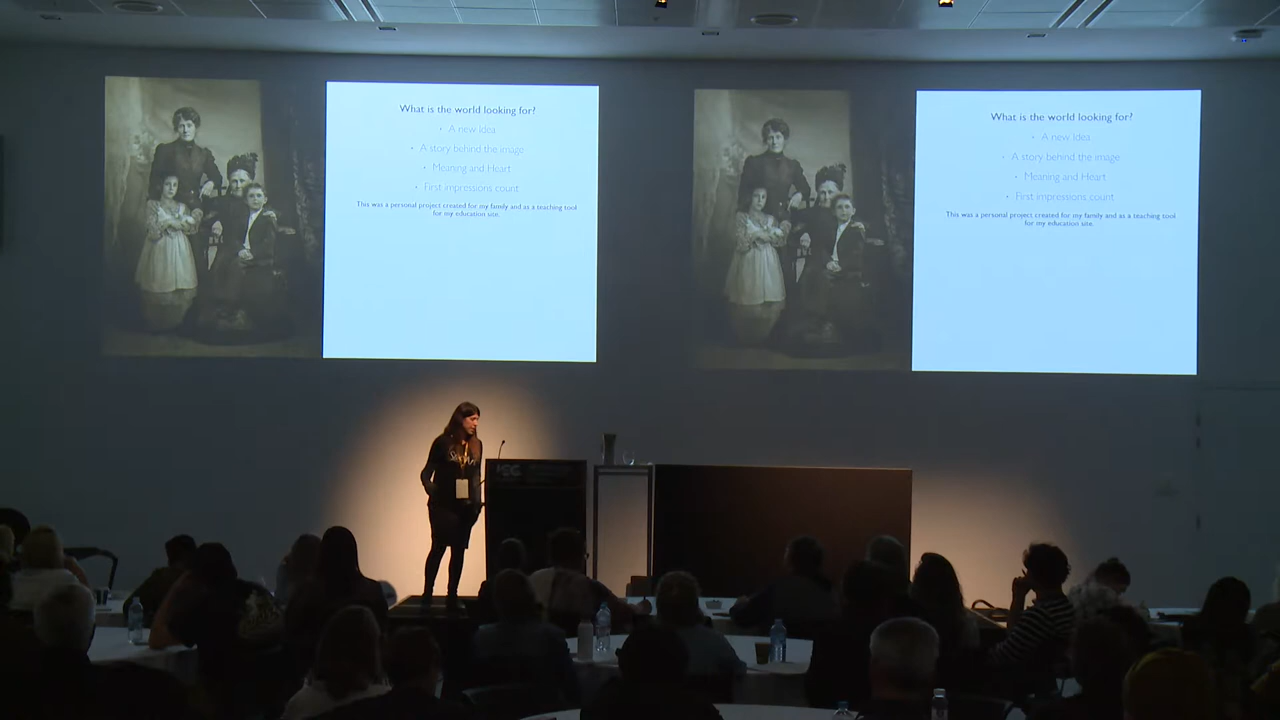 What is the world looking for?
• A new Idea
• A story behind the image
• Meaning and Heart
• First impressions count
This was a personal project created for my family and as a teaching tool
for my education site.
What is the world looking for?
• A new Idea
• A story behind the image
• Meaning and Heart
• First impressions count
This was a personal project created for my family and as a teaching tool
for my education site.
ICC